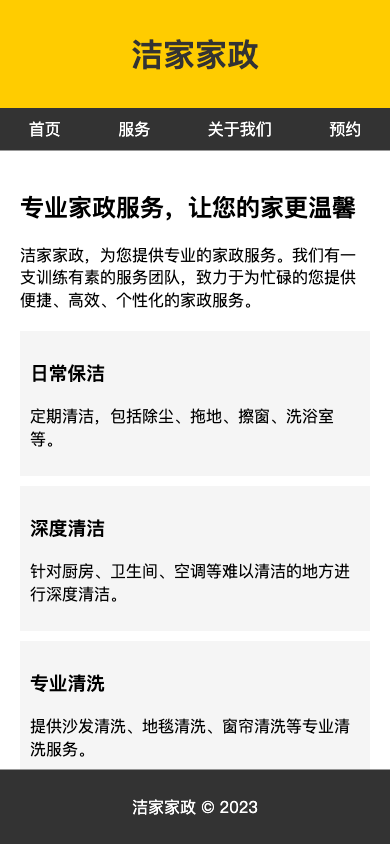 洁家家政
首页 服务 关于我们 预约
专业家政服务，让您的家更温馨
洁家家政，为您提供专业的家政服务。我们有一
支训练有素的服务团队，致力于为忙碌的您提供
便捷、高效、个性化的家政服务。
日常保洁
定期清洁，包括除尘、拖地、擦窗、洗浴室
等。
深度清洁
针对厨房、卫生间、空调等难以清洁的地方进
行深度清洁。
专业清洗
提供沙发清洗、地毯清洗、窗帘清洗等专业清
洗服务。
洁家家政 © 2023